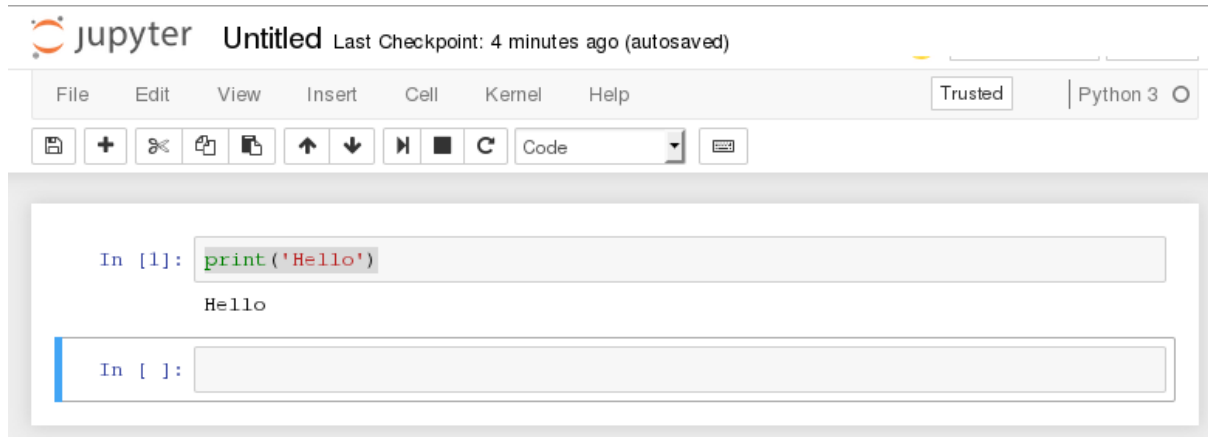 jupyter Untitled Last Checkpoint: 4 minutes ago (autosaved)
File Edit View Insert Cell Kernel Help Trusted Python 3
Code
In [1]: print('Hello')
Hello
In [ ]: